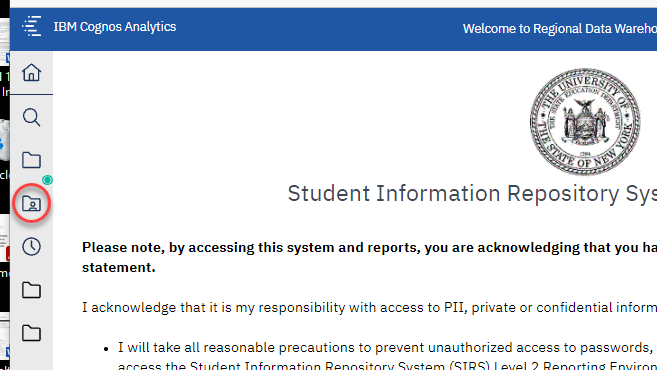 IBM Cognos Analytics
Welcome to Regional Data Wareho
THE UNIVERSITY OF THE STATE OF NEW YORK
THE STATE EDUCATION DEPARTMENT
Student Information Repository Sys
Please note, by accessing this system and reports, you are acknowledging that you ha
statement.
I acknowledge that it is my responsibility with access to PII, private or confidential inform
• I will take all reasonable precautions to prevent unauthorized access to passwords,
access the Student Information Repository System (SIRS) Level 2 Reporting Environ